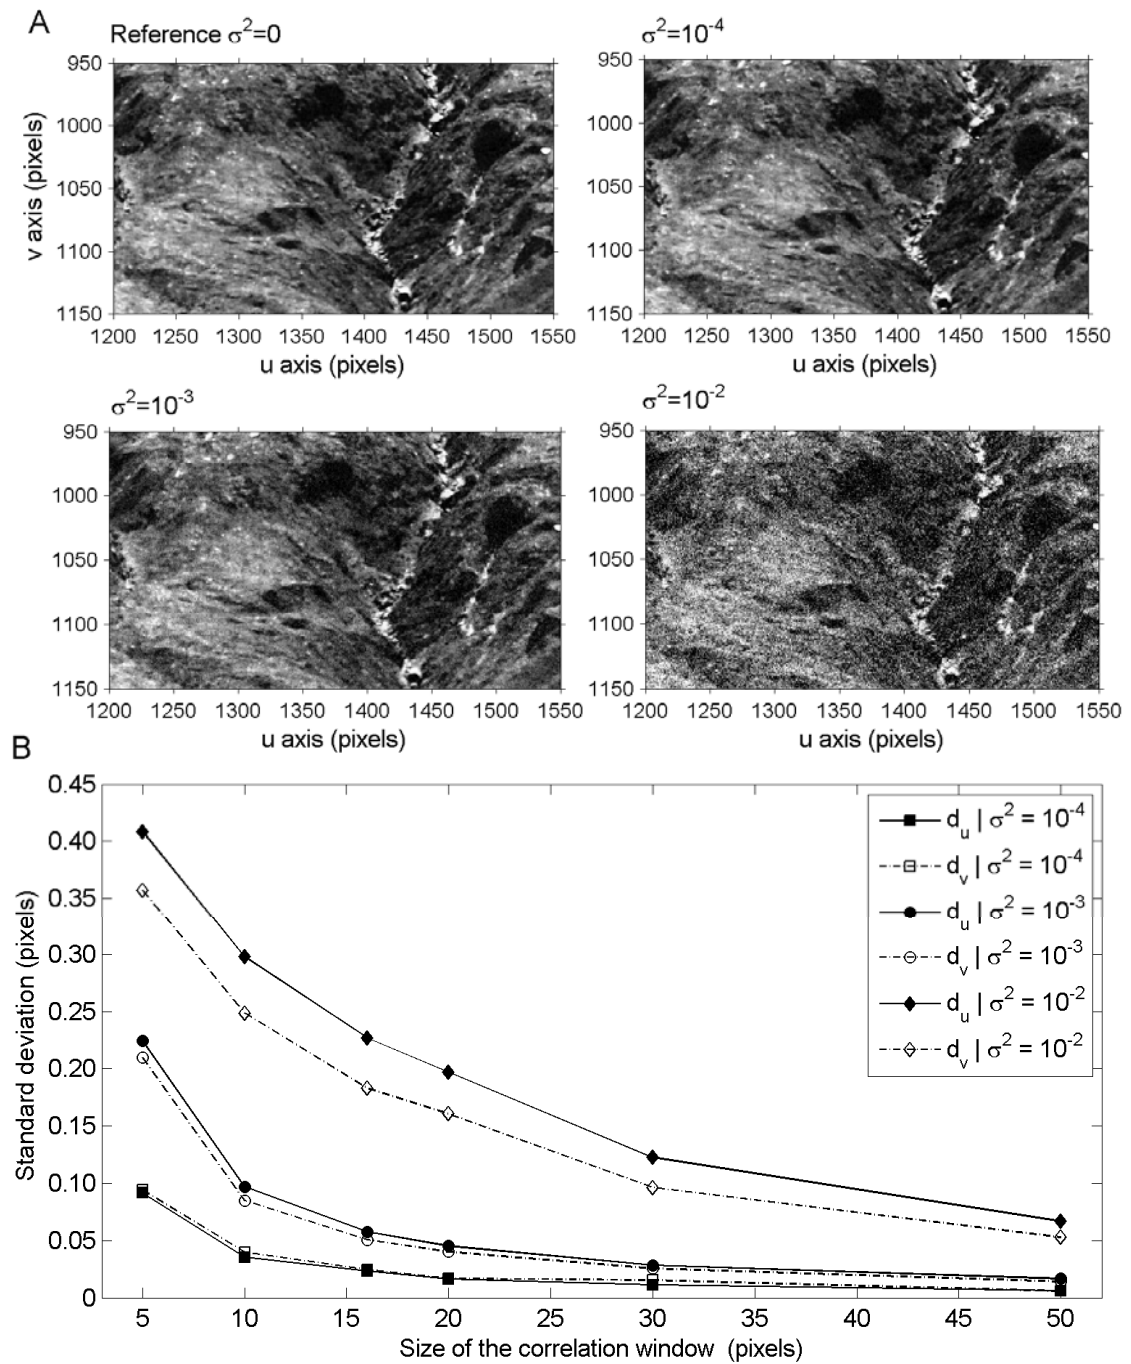 A
Reference σ²=0
σ²=10⁻⁴
950
1000
1050
1100
1150
v axis (pixels)
1200 1250 1300 1350 1400 1450 1500 1550
u axis (pixels)
950
1000
1050
1100
1150
1200 1250 1300 1350 1400 1450 1500 1550
u axis (pixels)
σ²=10⁻³
σ²=10⁻²
950
1000
1050
1100
1150
1200 1250 1300 1350 1400 1450 1500 1550
u axis (pixels)
950
1000
1050
1100
1150
1200 1250 1300 1350 1400 1450 1500 1550
u axis (pixels)
B
0.45
0.40
0.35
0.30
0.25
0.20
0.15
0.10
0.05
0
Standard deviation (pixels)
d_u | σ² = 10⁻⁴
d_v | σ² = 10⁻⁴
d_u | σ² = 10⁻³
d_v | σ² = 10⁻³
d_u | σ² = 10⁻²
d_v | σ² = 10⁻²
5 10 15 20 25 30 35 40 45 50
Size of the correlation window (pixels)